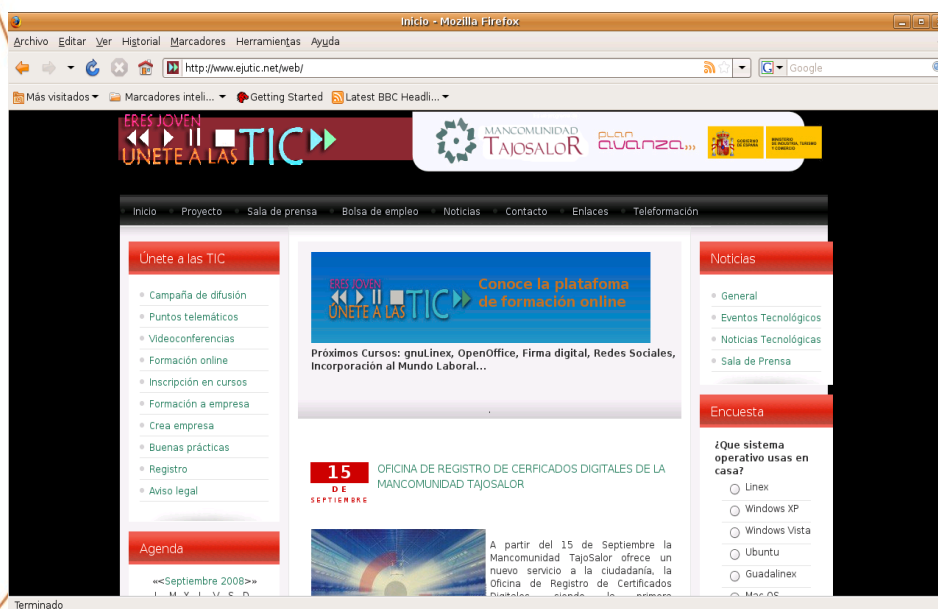 Inicio - Mozilla Firefox
Archivo Editar Ver Historial Marcadores Herramientas Ayuda
http://www.ejutic.net/web/
G Google
Más visitados Marcadores inteli... Getting Started Latest BBC Headli...
ERES JOVEN
ÚNETE A LAS TIC
MANCOMUNIDAD
TAJOSALOR
PLAN
avanza
GOBIERNO
DE ESPAÑA
MINISTERIO
DE INDUSTRIA, TURISMO
Y COMERCIO
Inicio Proyecto Sala de prensa Bolsa de empleo Noticias Contacto Enlaces Teleformación
Únete a las TIC
Campaña de difusión
Puntos telemáticos
Videoconferencias
Formación online
Inscripción en cursos
Formación a empresa
Crea empresa
Buenas prácticas
Registro
Aviso legal
Agenda
«<Septiembre 2008>»
L M X J V S D
ERES JOVEN
ÚNETE A LAS TIC
Conoce la platafoma
de formación online
Próximos Cursos: gnuLinex, OpenOffice, Firma digital, Redes Sociales,
Incorporación al Mundo Laboral...
.
15
DE
SEPTIEMBRE
OFICINA DE REGISTRO DE CERFICADOS DIGITALES DE LA
MANCOMUNIDAD TAJOSALOR
A partir del 15 de Septiembre la
Mancomunidad TajoSalor ofrece un
nuevo servicio a la ciudadanía, la
Oficina de Registro de Certificados
Digitales siendo la primera
Noticias
General
Eventos Tecnológicos
Noticias Tecnológicas
Sala de Prensa
Encuesta
¿Que sistema
operativo usas en
casa?
Linex
Windows XP
Windows Vista
Ubuntu
Guadalinex
Mac OS
Terminado